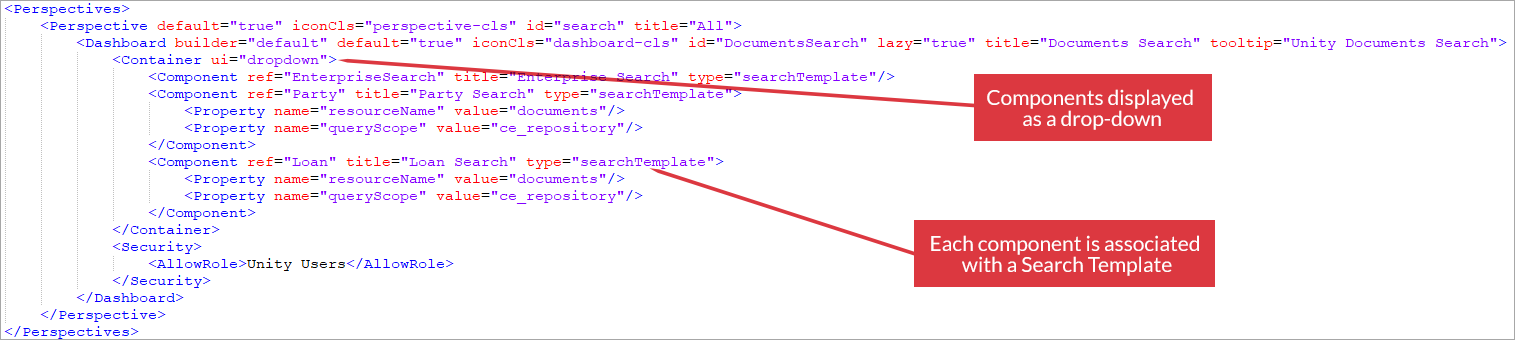 <Perspectives>
<Perspective default="true" iconCls="perspective-cls" id="search" title="All">
<Dashboard builder="default" default="true" iconCls="dashboard-cls" id="DocumentsSearch" lazy="true" title="Documents Search" tooltip="Unity Documents Search">
<Container ui="dropdown">
<Component ref="EnterpriseSearch" title="Enterprise Search" type="searchTemplate"/>
<Component ref="Party" title="Party Search" type="searchTemplate">
<Property name="resourceName" value="documents"/>
<Property name="queryScope" value="ce_repository"/>
</Component>
<Component ref="Loan" title="Loan Search" type="searchTemplate">
<Property name="resourceName" value="documents"/>
<Property name="queryScope" value="ce_repository"/>
</Component>
</Container>
<Security>
<AllowRole>Unity Users</AllowRole>
</Security>
</Dashboard>
</Perspective>
</Perspectives>
Components displayed
as a drop-down
Each component is associated
with a Search Template